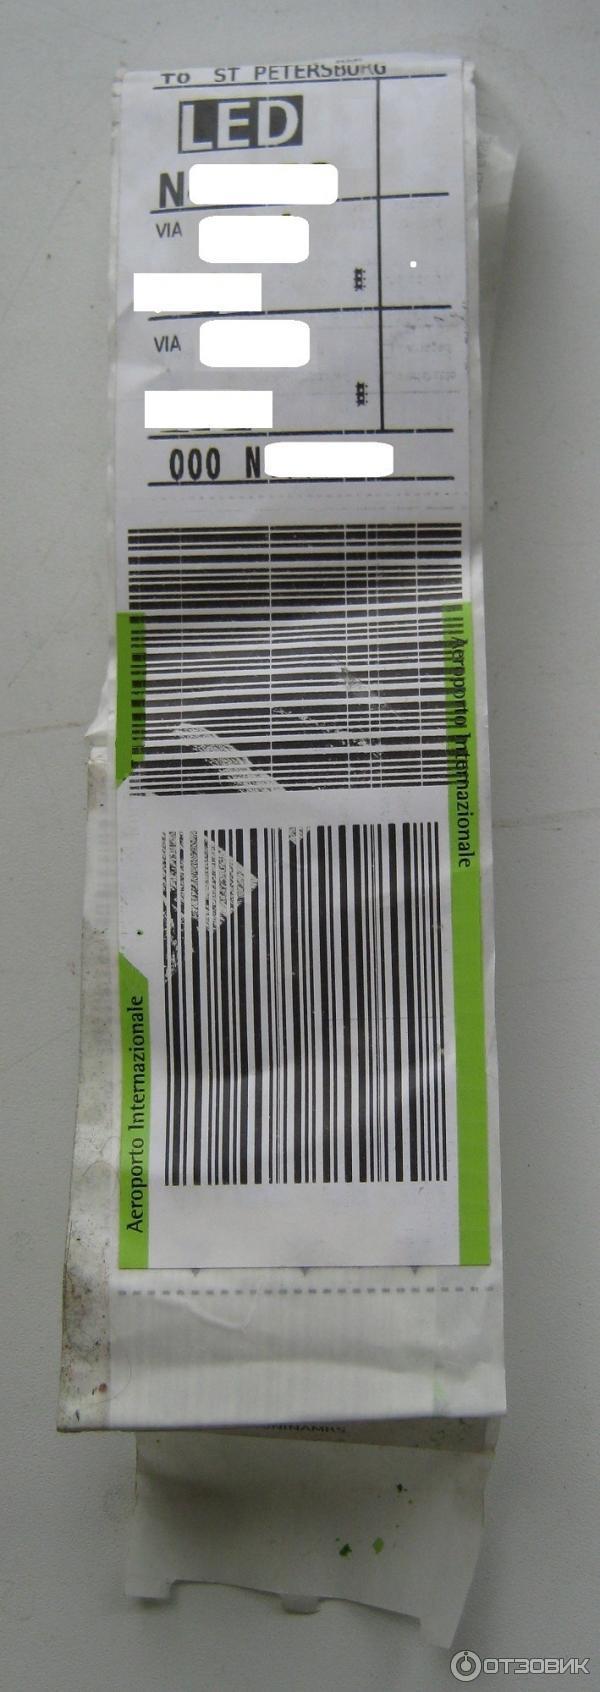 TO ST PETERSBURG
LED
N
VIA
VIA
000 N
Aeroporto Internazionale
Aeroporto Internazionale
ОТЗОВИК